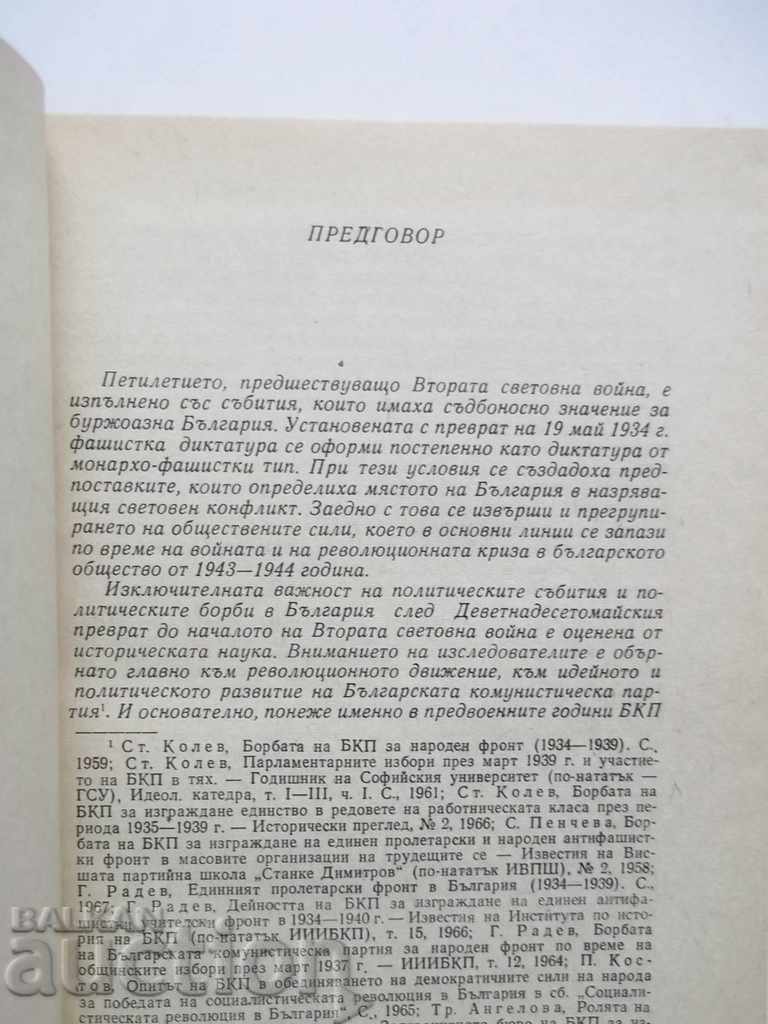 ПРЕДГОВОР
Петилетието, предшествуващо Втората световна война, е
изпълнено със събития, които имаха съдбоносно значение за
буржоазна България. Установената с преврат на 19 май 1934 г.
фашистка диктатура се оформи постепенно като диктатура от
монархо-фашистки тип. При тези условия се създадоха пред-
поставките, които определиха мястото на България в назрява-
щия световен конфликт. Заедно с това се извърши и прегрупи-
рането на обществените сили, което в основни линии се запази
по време на войната и на революционната криза в българското
общество от 1943—1944 година.
Изключителната важност на политическите събития и по-
литическите борби в България след Деветнадесетомайския
преврат до началото на Втората световна война е оценена от
историческата наука. Вниманието на изследователите е обър-
нато главно към революционното движение, към идейното и
политическото развитие на Българската комунистическа пар-
тия¹. И основателно, понеже именно в предвоенните години БКП
¹ Ст. Колев, Борбата на БКП за народен фронт (1934—1939). С.,
1959; Ст. Колев, Парламентарните избори през март 1939 г. и участие-
то на БКП в тях. — Годишник на Софийския университет (по-нататък —
ГСУ), Идеол. катедра, т. I—III, ч. I. С., 1961; Ст. Колев, Борбата на
БКП за изграждане единство в редовете на работническата класа през пе-
риода 1935—1939 г. — Исторически преглед, № 2, 1966; С. Пенчева, Бор-
бата на БКП за изграждане на единен пролетарски и народен антифашист-
ки фронт в масовите организации на трудещите се — Известия на Вис-
шата партийна школа „Станке Димитров“ (по-нататък ИВПШ), № 2, 1958;
Г. Радев, Единният пролетарски фронт в България (1934—1939). С.,
1967; Г. Радев, Дейността на БКП за изграждане на единен антифа-
шистки учителски фронт в 1934—1940 г. — Известия на Института по исто-
рия на БКП (по-нататък ИИИБКП), т. 15, 1966; Г. Радев, Борбата
на Българската комунистическа партия за народен фронт по време на
общинските избори през март 1937 г. — ИИИБКП, т. 12, 1964; П. Кос-
тов, Опитът на БКП в обединяването на демократичните сили на народа
за победата на социалистическата революция в България в сб. „Социалис-
тическата революция в България“. С., 1965; Тр. Ангелова, Ролята на
бюро на БКП за
BALKAN
auction